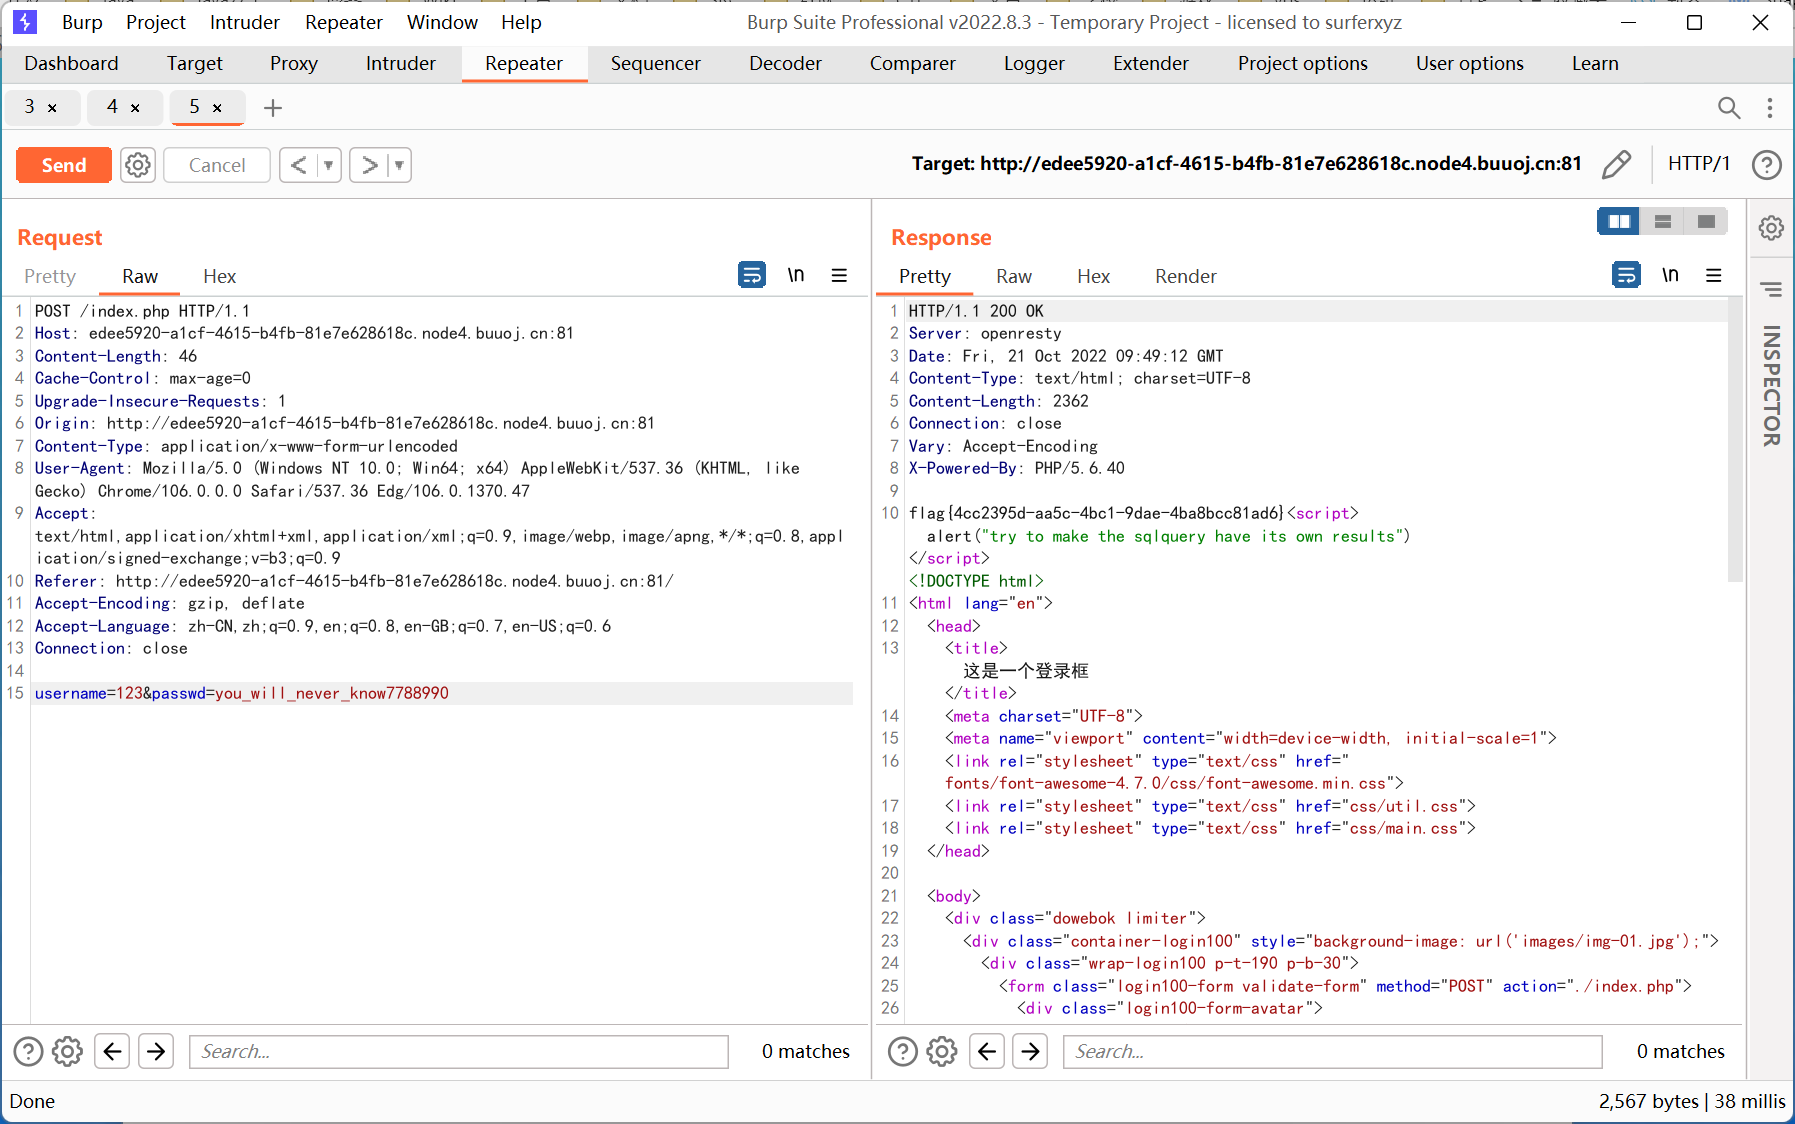 Burp Project Intruder Repeater Window Help Burp Suite Professional v2022.8.3 - Temporary Project - licensed to surferxyz
Dashboard Target Proxy Intruder Repeater Sequencer Decoder Comparer Logger Extender Project options User options Learn
3 × 4 × 5 × +
Send Cancel < > Target: http://edee5920-a1cf-4615-b4fb-81e7e628618c.node4.buuoj.cn:81 HTTP/1 ?
Request
Pretty Raw Hex \n
1 POST /index.php HTTP/1.1
2 Host: edee5920-a1cf-4615-b4fb-81e7e628618c.node4.buuoj.cn:81
3 Content-Length: 46
4 Cache-Control: max-age=0
5 Upgrade-Insecure-Requests: 1
6 Origin: http://edee5920-a1cf-4615-b4fb-81e7e628618c.node4.buuoj.cn:81
7 Content-Type: application/x-www-form-urlencoded
8 User-Agent: Mozilla/5.0 (Windows NT 10.0; Win64; x64) AppleWebKit/537.36 (KHTML, like
Gecko) Chrome/106.0.0.0 Safari/537.36 Edg/106.0.1370.47
9 Accept:
text/html,application/xhtml+xml,application/xml;q=0.9,image/webp,image/apng,*/*;q=0.8,appl
ication/signed-exchange;v=b3;q=0.9
10 Referer: http://edee5920-a1cf-4615-b4fb-81e7e628618c.node4.buuoj.cn:81/
11 Accept-Encoding: gzip, deflate
12 Accept-Language: zh-CN,zh;q=0.9,en;q=0.8,en-GB;q=0.7,en-US;q=0.6
13 Connection: close
14
15 username=123&passwd=you_will_never_know7788990
? Search... 0 matches
Response
Pretty Raw Hex Render \n
1 HTTP/1.1 200 OK
2 Server: openresty
3 Date: Fri, 21 Oct 2022 09:49:12 GMT
4 Content-Type: text/html; charset=UTF-8
5 Content-Length: 2362
6 Connection: close
7 Vary: Accept-Encoding
8 X-Powered-By: PHP/5.6.40
9
10 flag{4cc2395d-aa5c-4bc1-9dae-4ba8bcc81ad6}<script>
alert("try to make the sqlquery have its own results")
</script>
<!DOCTYPE html>
11 <html lang="en">
12 <head>
13 <title>
这是一个登录框
</title>
14 <meta charset="UTF-8">
15 <meta name="viewport" content="width=device-width, initial-scale=1">
16 <link rel="stylesheet" type="text/css" href="
fonts/font-awesome-4.7.0/css/font-awesome.min.css">
17 <link rel="stylesheet" type="text/css" href="css/util.css">
18 <link rel="stylesheet" type="text/css" href="css/main.css">
19 </head>
20
21 <body>
22 <div class="dowebok limiter">
23 <div class="container-login100" style="background-image: url('images/img-01.jpg');">
24 <div class="wrap-login100 p-t-190 p-b-30">
25 <form class="login100-form validate-form" method="POST" action="./index.php">
26 <div class="login100-form-avatar">
? Search... 0 matches
INSPECTOR
Done 2,567 bytes | 38 millis